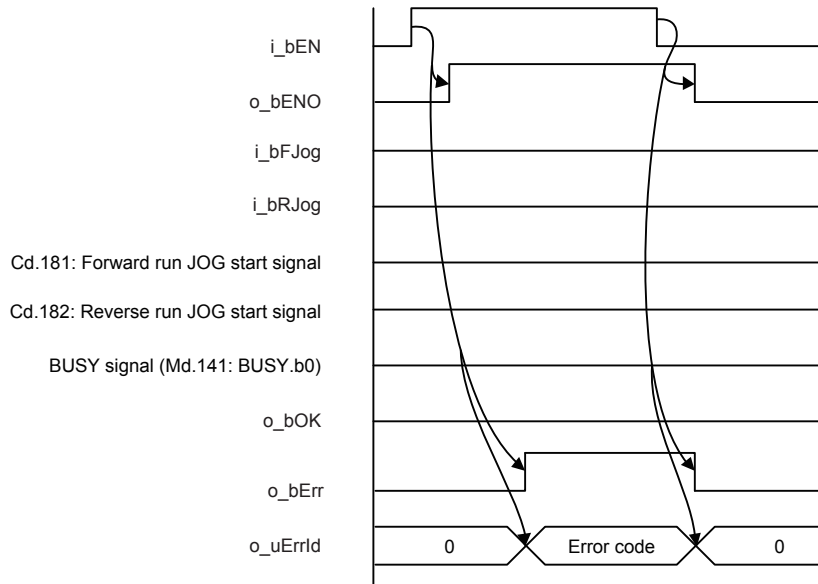 i_bEN
o_bENO
i_bFJog
i_bRJog
Cd.181: Forward run JOG start signal
Cd.182: Reverse run JOG start signal
BUSY signal (Md.141: BUSY.b0)
o_bOK
o_bErr
o_uErrId
0
Error code
0